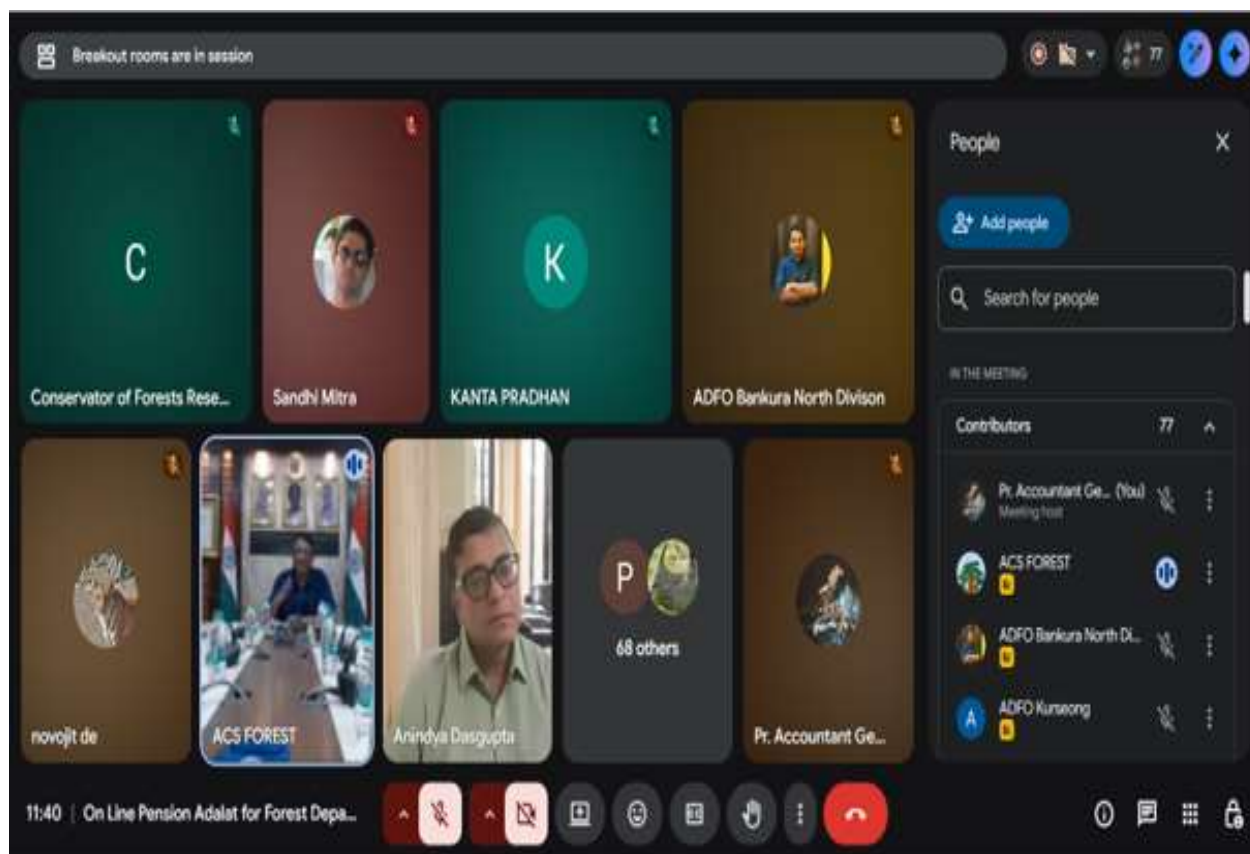 Breakout rooms are in session
77
C
Conservator of Forests Rese...
Sandhi Mitra
K
KANTA PRADHAN
ADFO Bankura North Divison
novojit de
ACS FOREST
Anindya Dasgupta
P
68 others
Pr. Accountant Ge...
People
Add people
Search for people
IN THE MEETING
Contributors 77
Pr. Accountant Ge... (You)
Meeting host
ACS FOREST
ADFO Bankura North Di...
A
ADFO Kurseong
11:40 | On Line Pension Adalat for Forest Depa...